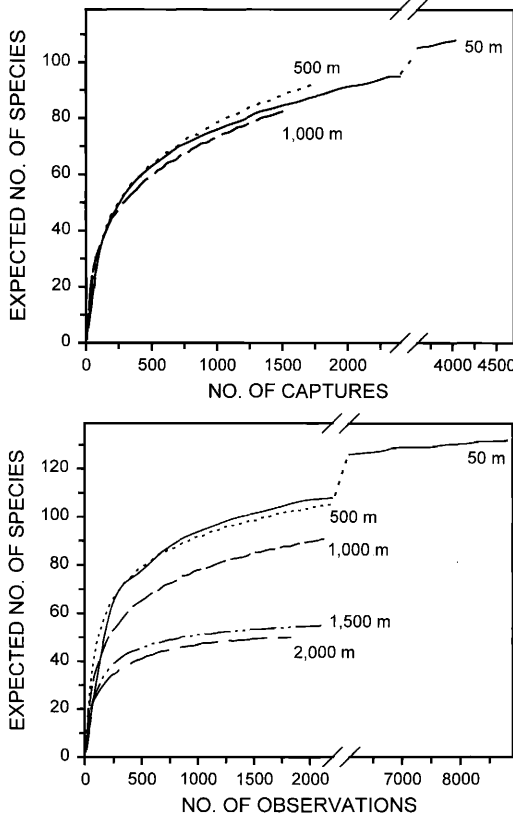 EXPECTED NO. OF SPECIES
100
80
60
40
20
0
500 m
50 m
1,000 m
0 500 1000 1500 2000 4000 4500
NO. OF CAPTURES
EXPECTED NO. OF SPECIES
120
100
80
60
40
20
0
50 m
500 m
1,000 m
1,500 m
2,000 m
0 500 1000 1500 2000 7000 8000
NO. OF OBSERVATIONS